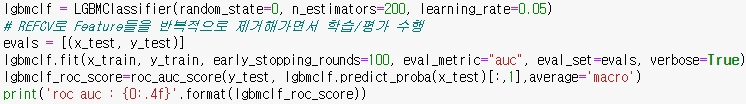 lgbmclf = LGBMClassifier(random_state=0, n_estimators=200, learning_rate=0.05)
# REFCV로 Feature들을 반복적으로 제거해가면서 학습/평가 수행
evals = [(x_test, y_test)]
lgbmclf.fit(x_train, y_train, early_stopping_rounds=100, eval_metric="auc", eval_set=evals, verbose=True)
lgbmclf_roc_score=roc_auc_score(y_test, lgbmclf.predict_proba(x_test)[:,1],average='macro')
print('roc auc : {0:.4f}'.format(lgbmclf_roc_score))